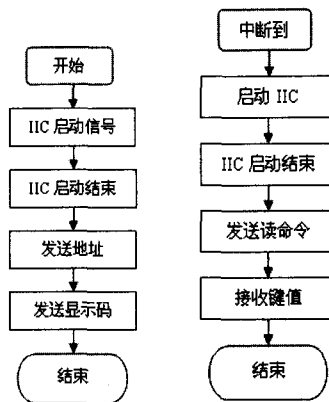 开始
IIC 启动信号
IIC 启动结束
发送地址
发送显示码
结束
中断到
启动 IIC
IIC 启动结束
发送读命令
接收键值
结束